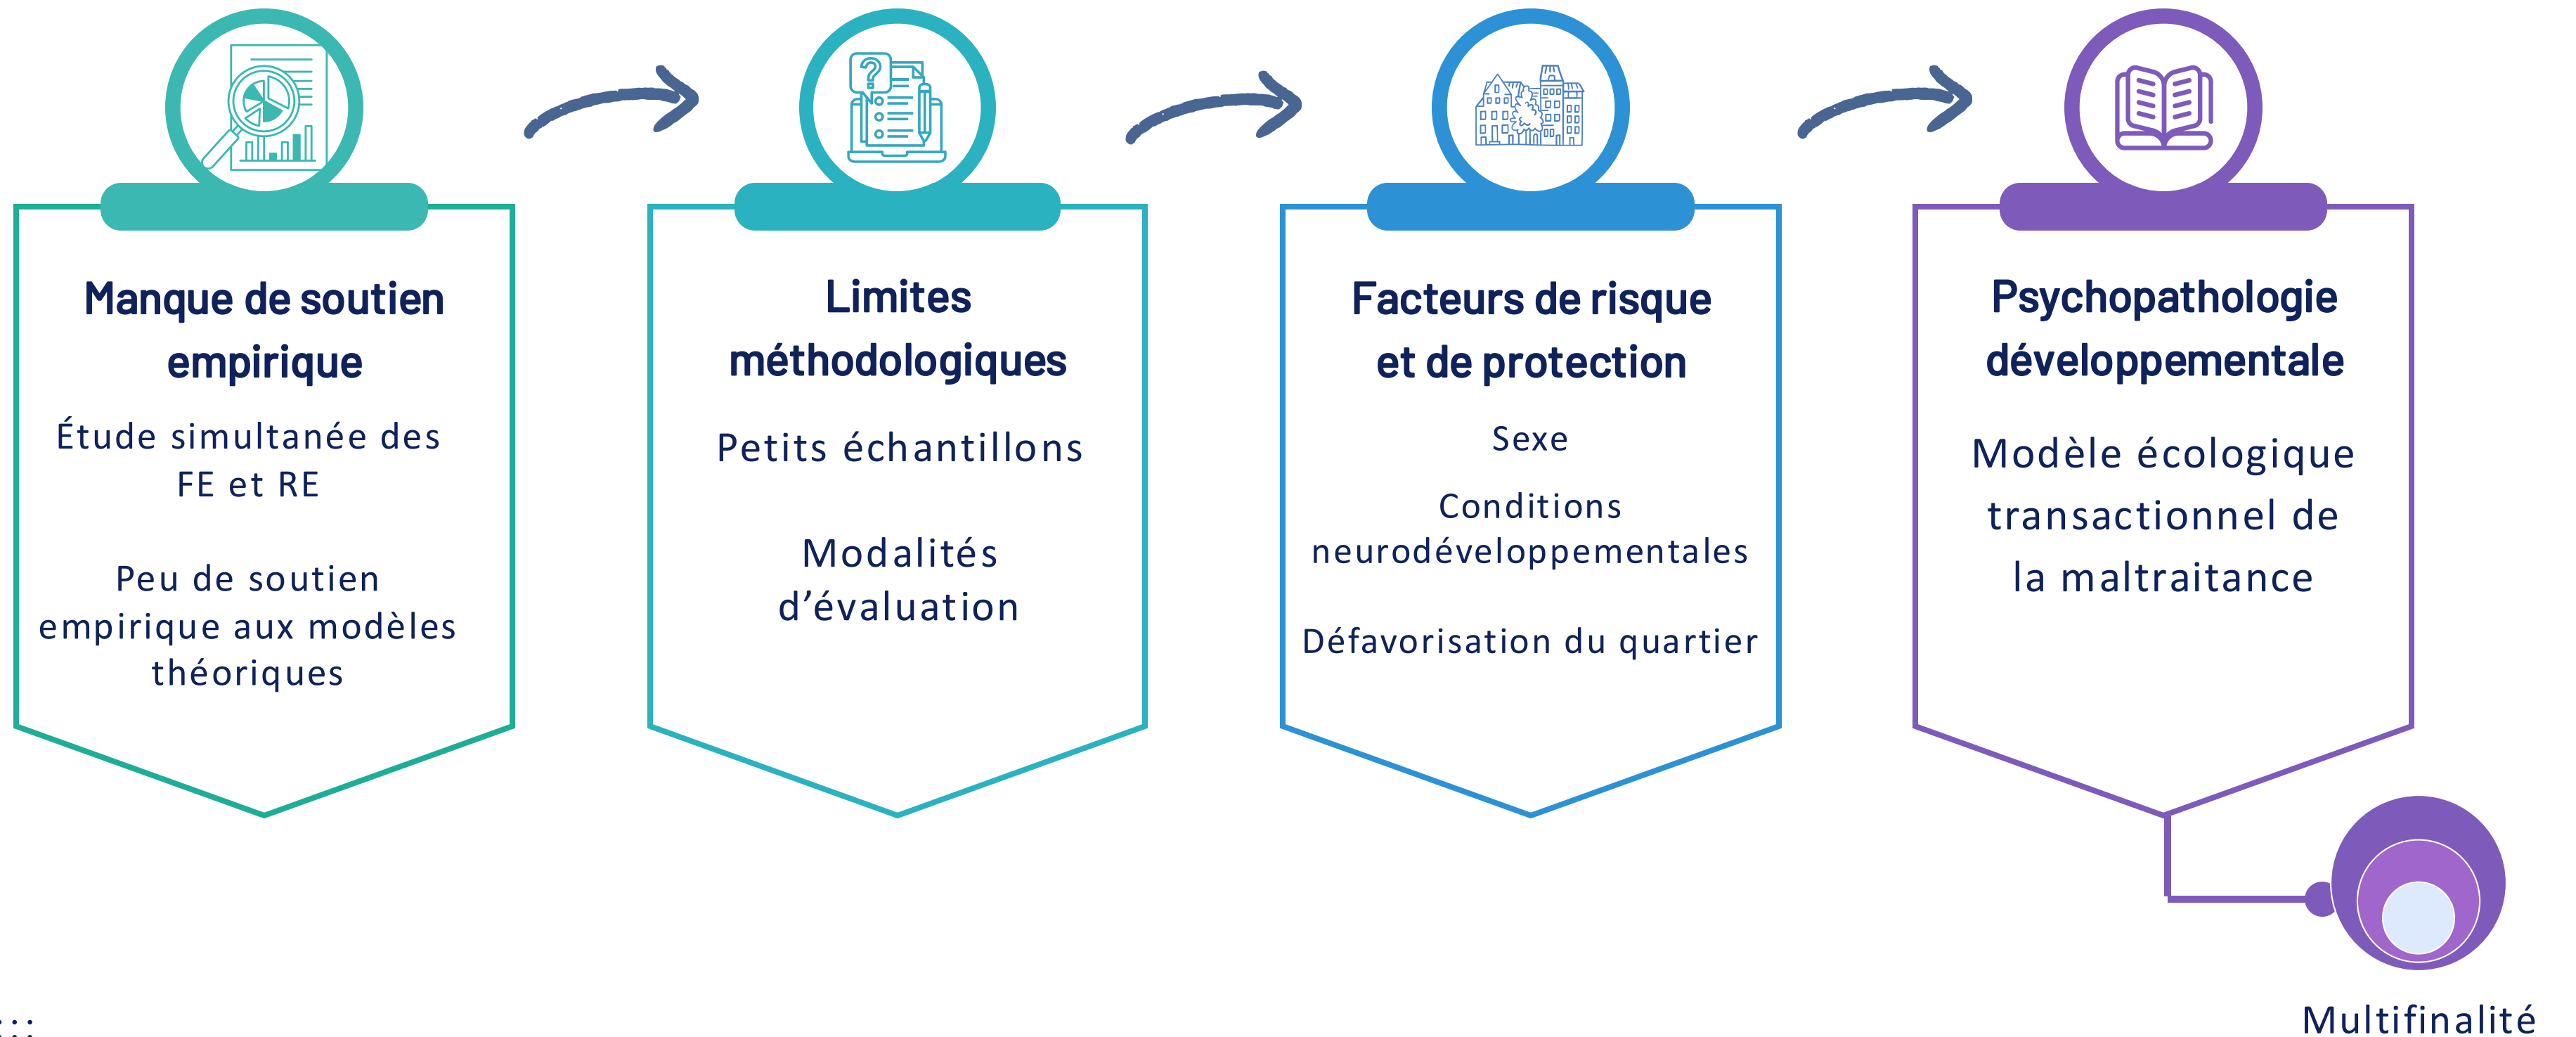 Manque de soutien
empirique
Étude simultanée des
FE et RE
Peu de soutien
empirique aux modèles
théoriques
Limites
méthodologiques
Petits échantillons
Modalités
d’évaluation
Facteurs de risque
et de protection
Sexe
Conditions
neurodéveloppementales
Défavorisation du quartier
Psychopathologie
développementale
Modèle écologique
transactionnel de
la maltraitance
Multifinalité